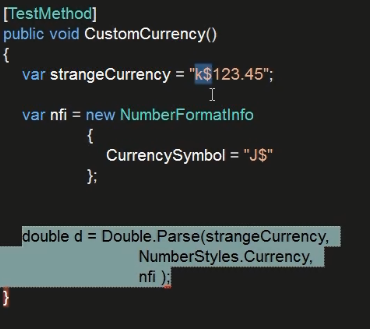 [TestMethod]
public void CustomCurrency()
{
var strangeCurrency = "k$123.45";
var nfi = new NumberFormatInfo
{
CurrencySymbol = "J$"
};
double d = Double.Parse(strangeCurrency,
NumberStyles.Currency,
nfi );
}